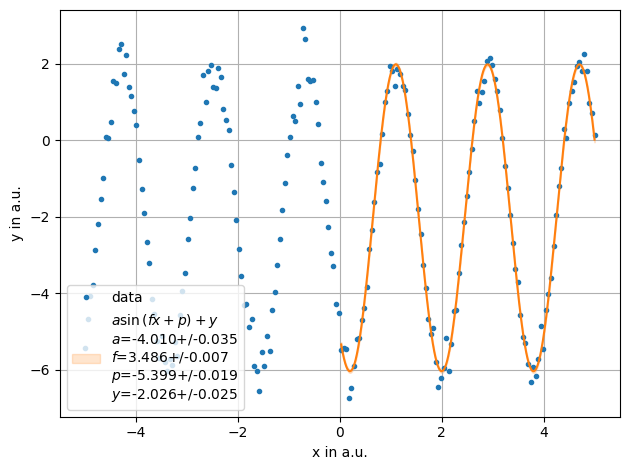 2
0
−2
−4
−6
y in a.u.
data
a sin (fx + p) + y
a=-4.010+/-0.035
f=3.486+/-0.007
p=-5.399+/-0.019
y=-2.026+/-0.025
−4
−2
0
2
4
x in a.u.